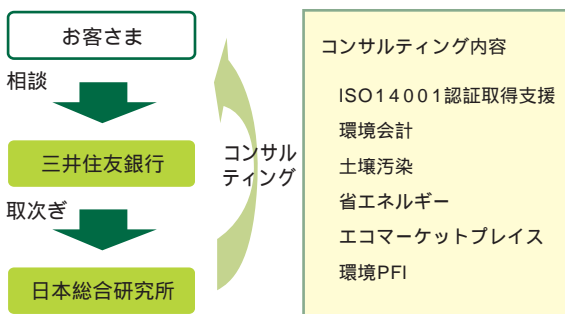 お客さま
相談
三井住友銀行
取次ぎ
日本総合研究所
コンサル
ティング
コンサルティング内容
ISO14001認証取得支援
環境会計
土壌汚染
省エネルギー
エコマーケットプレイス
環境PFI